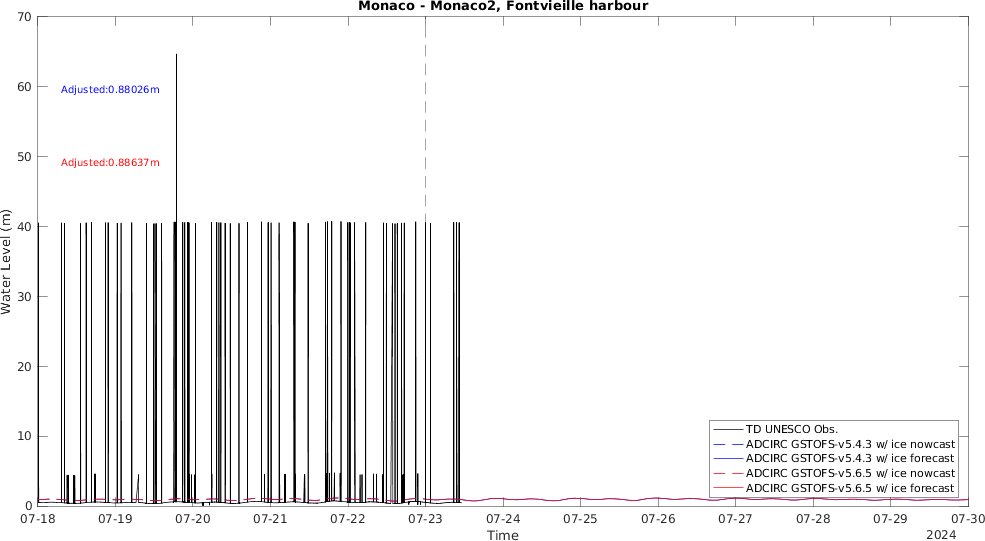 Monaco - Monaco2, Fontvieille harbour
70
60
50
40
30
20
10
0
Water Level (m)
Adjusted:0.88026m
Adjusted:0.88637m
TD UNESCO Obs.
ADCIRC GSTOFS-v5.4.3 w/ ice nowcast
ADCIRC GSTOFS-v5.4.3 w/ ice forecast
ADCIRC GSTOFS-v5.6.5 w/ ice nowcast
ADCIRC GSTOFS-v5.6.5 w/ ice forecast
07-18 07-19 07-20 07-21 07-22 07-23 07-24 07-25 07-26 07-27 07-28 07-29 07-30
Time
2024